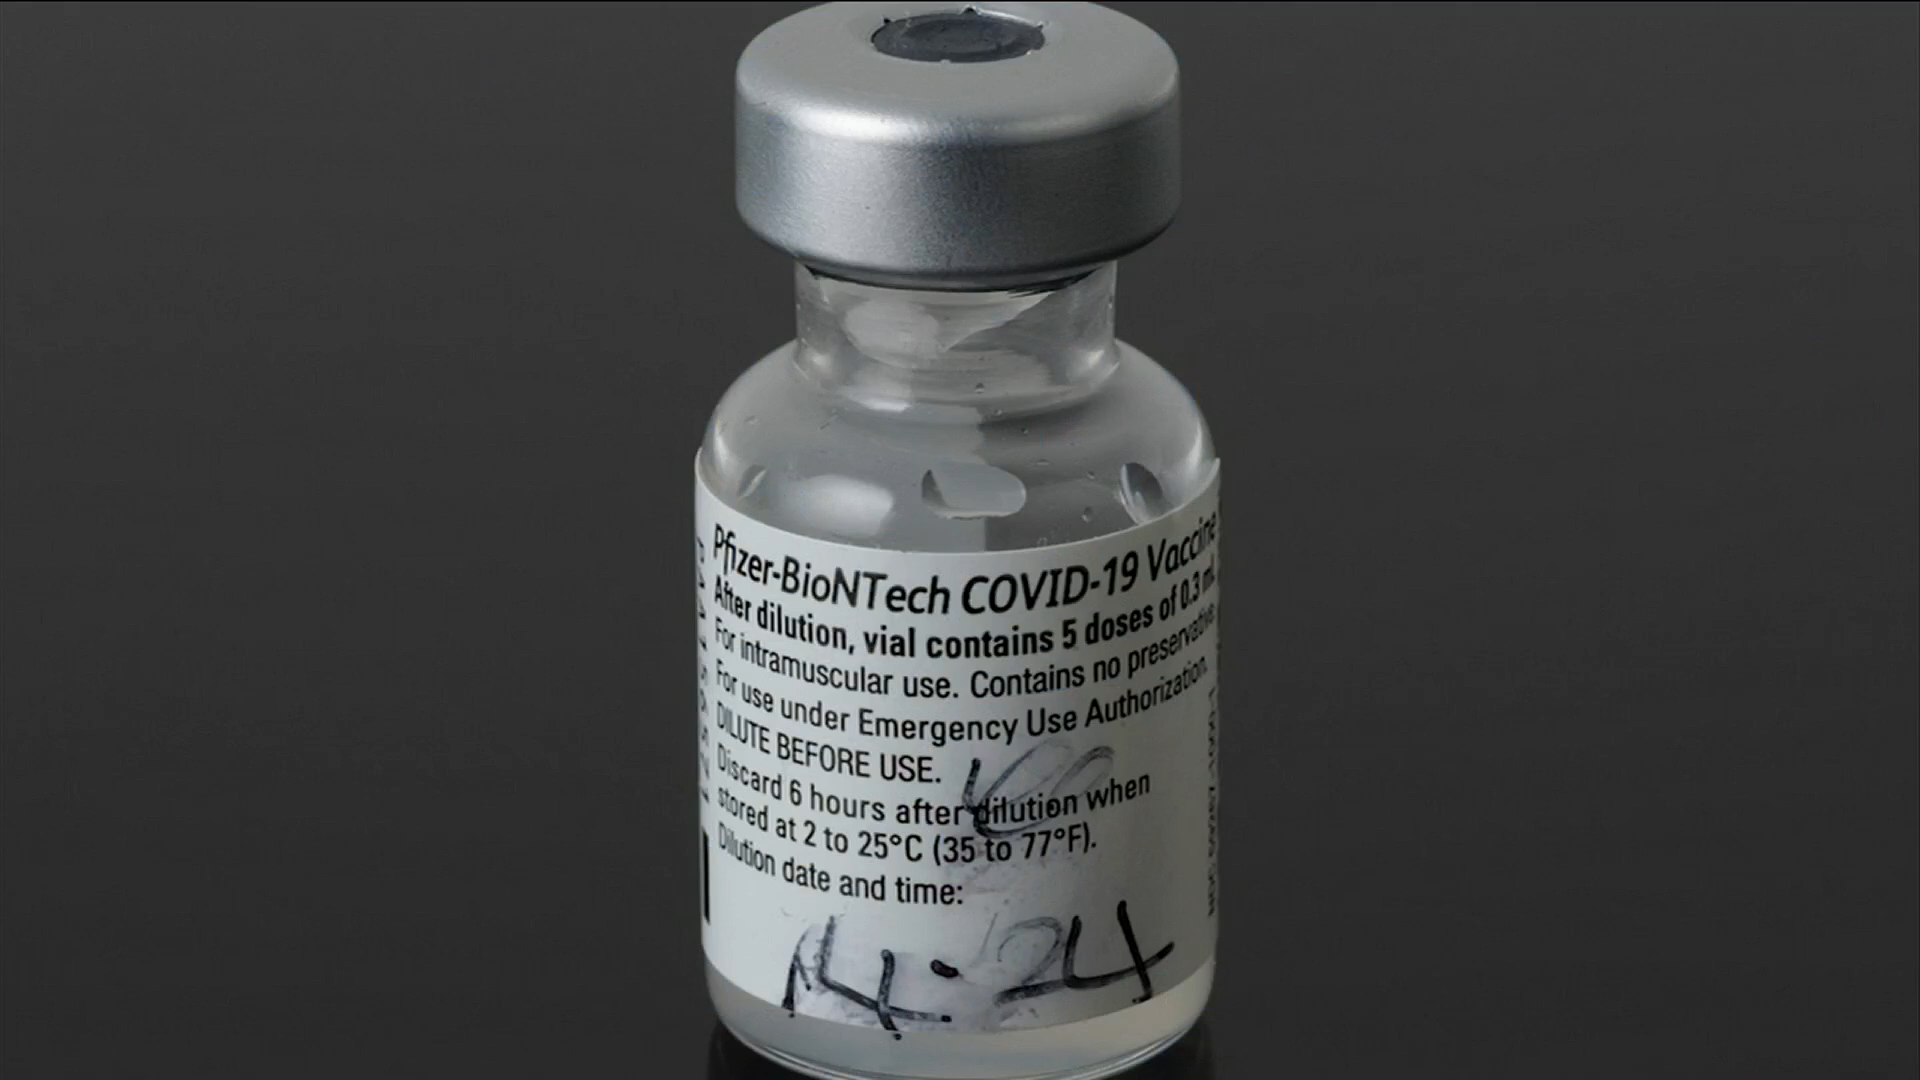 Pfizer-BioNTech COVID-19 Vaccine
After dilution, vial contains 5 doses of 0.3 mL
For intramuscular use. Contains no preservative.
For use under Emergency Use Authorization.
DILUTE BEFORE USE.
Discard 6 hours after dilution when
stored at 2 to 25°C (35 to 77°F).
Dilution date and time:
14:24